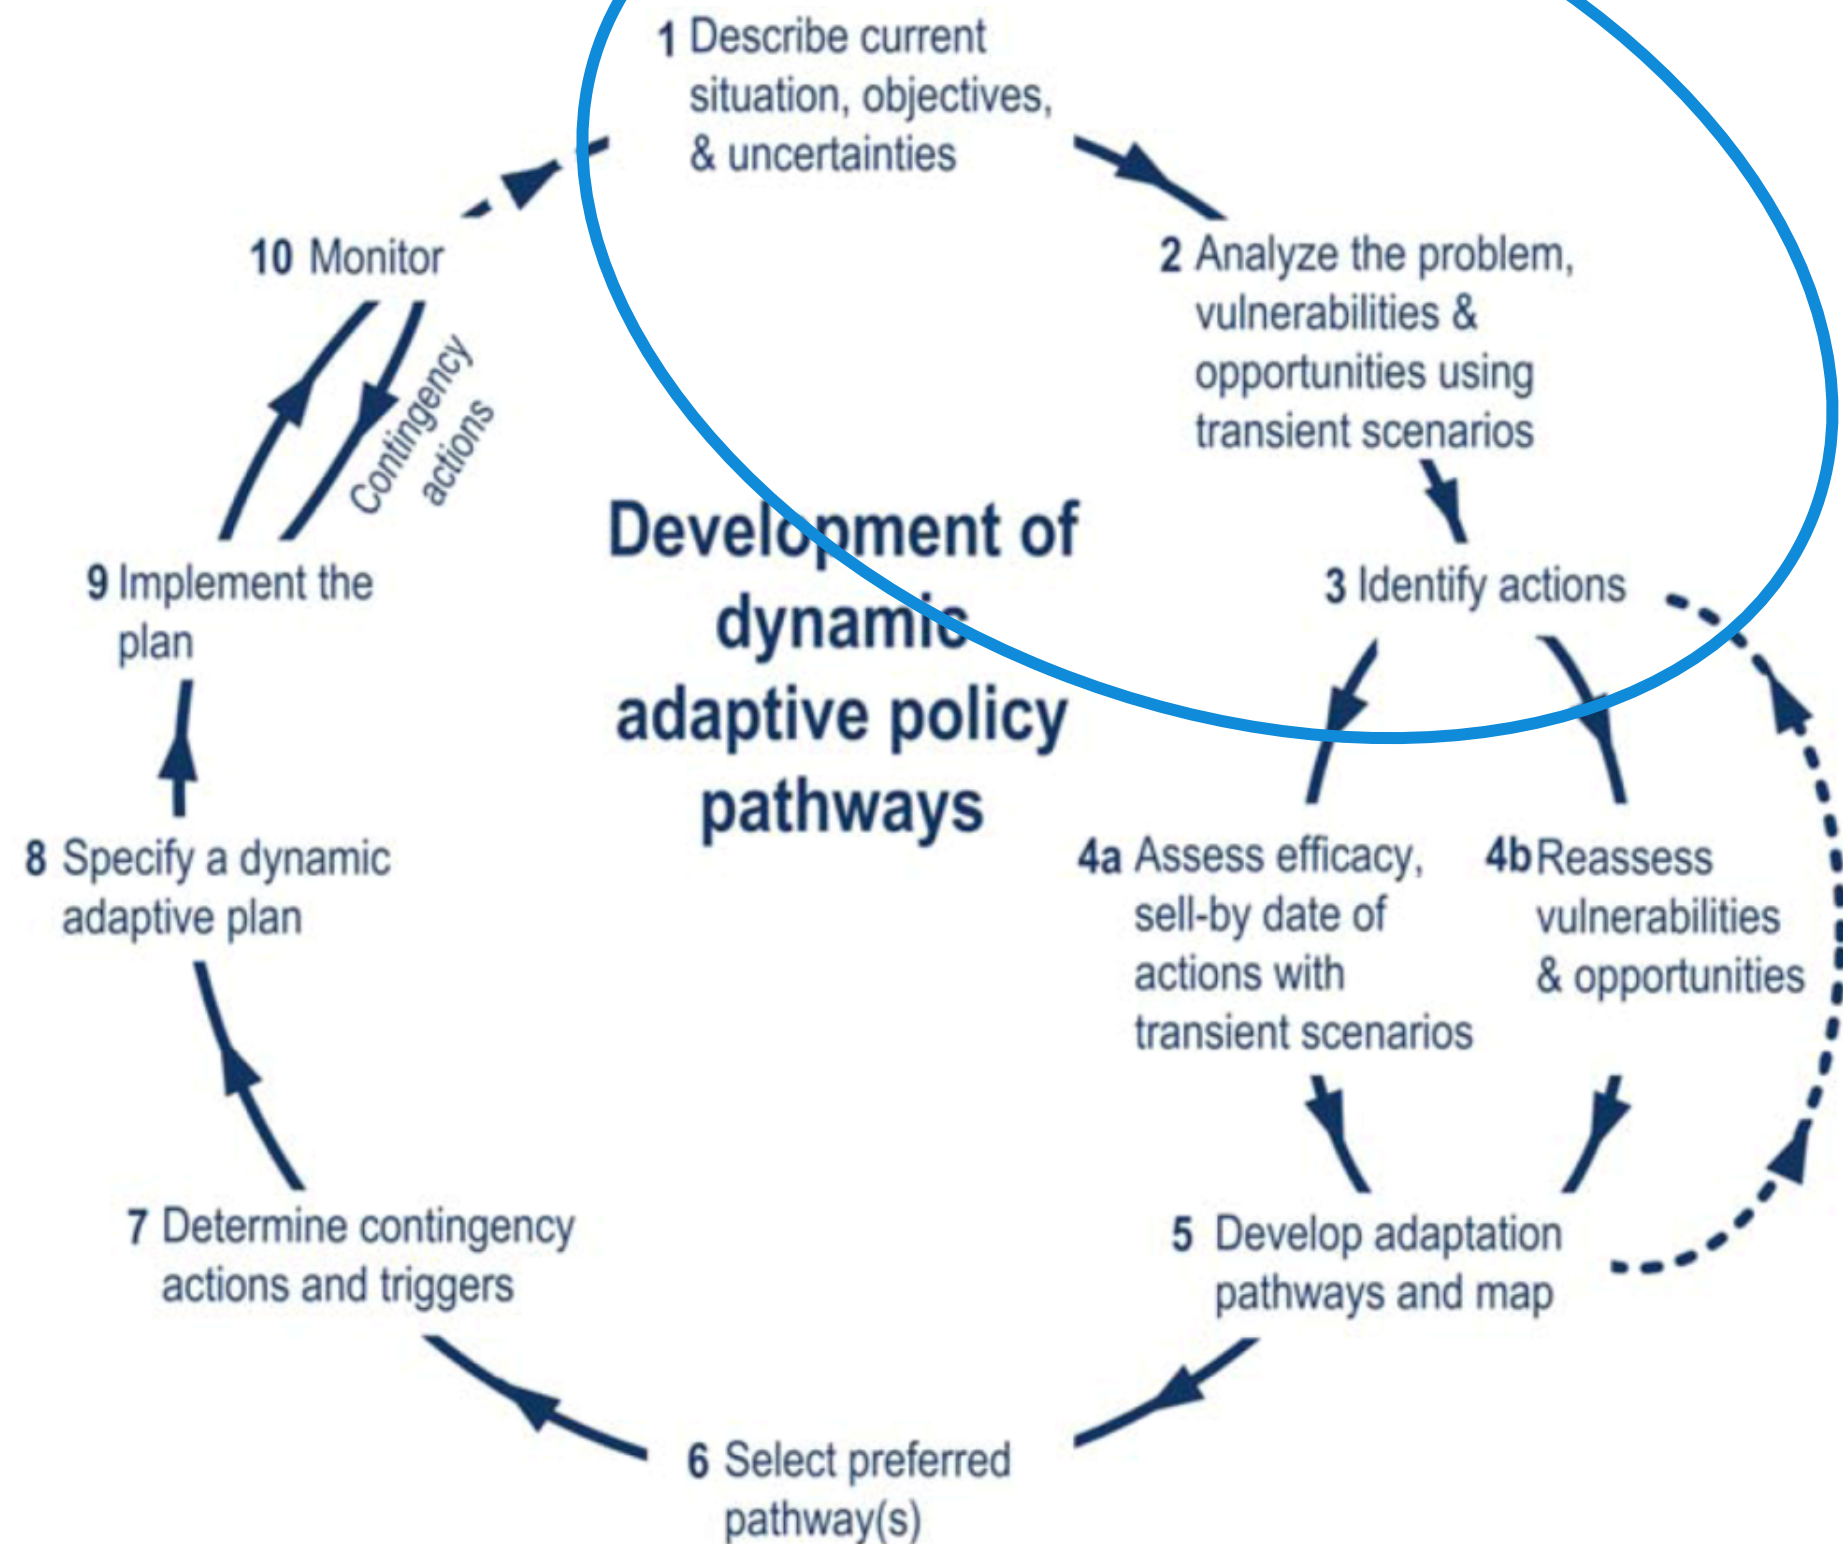 1 Describe current
situation, objectives,
& uncertainties
2 Analyze the problem,
vulnerabilities &
opportunities using
transient scenarios
3 Identify actions
4a Assess efficacy,
sell-by date of
actions with
transient scenarios
4b Reassess
vulnerabilities
& opportunities
5 Develop adaptation
pathways and map
6 Select preferred
pathway(s)
7 Determine contingency
actions and triggers
8 Specify a dynamic
adaptive plan
9 Implement the
plan
10 Monitor
Contingency
actions
Development of
dynamic
adaptive policy
pathways